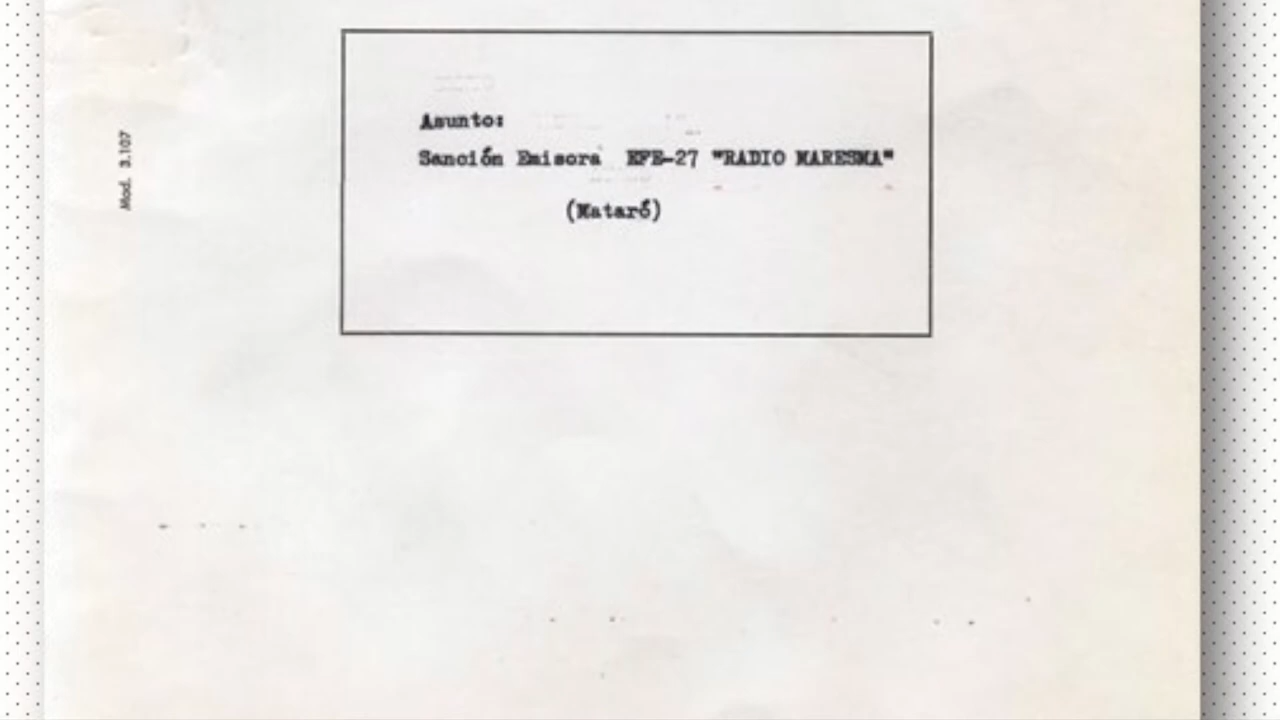 Asunto:
Sanción Emisora EFE-27 "RADIO MARESMA"
(Mataró)
Mod. 3.107